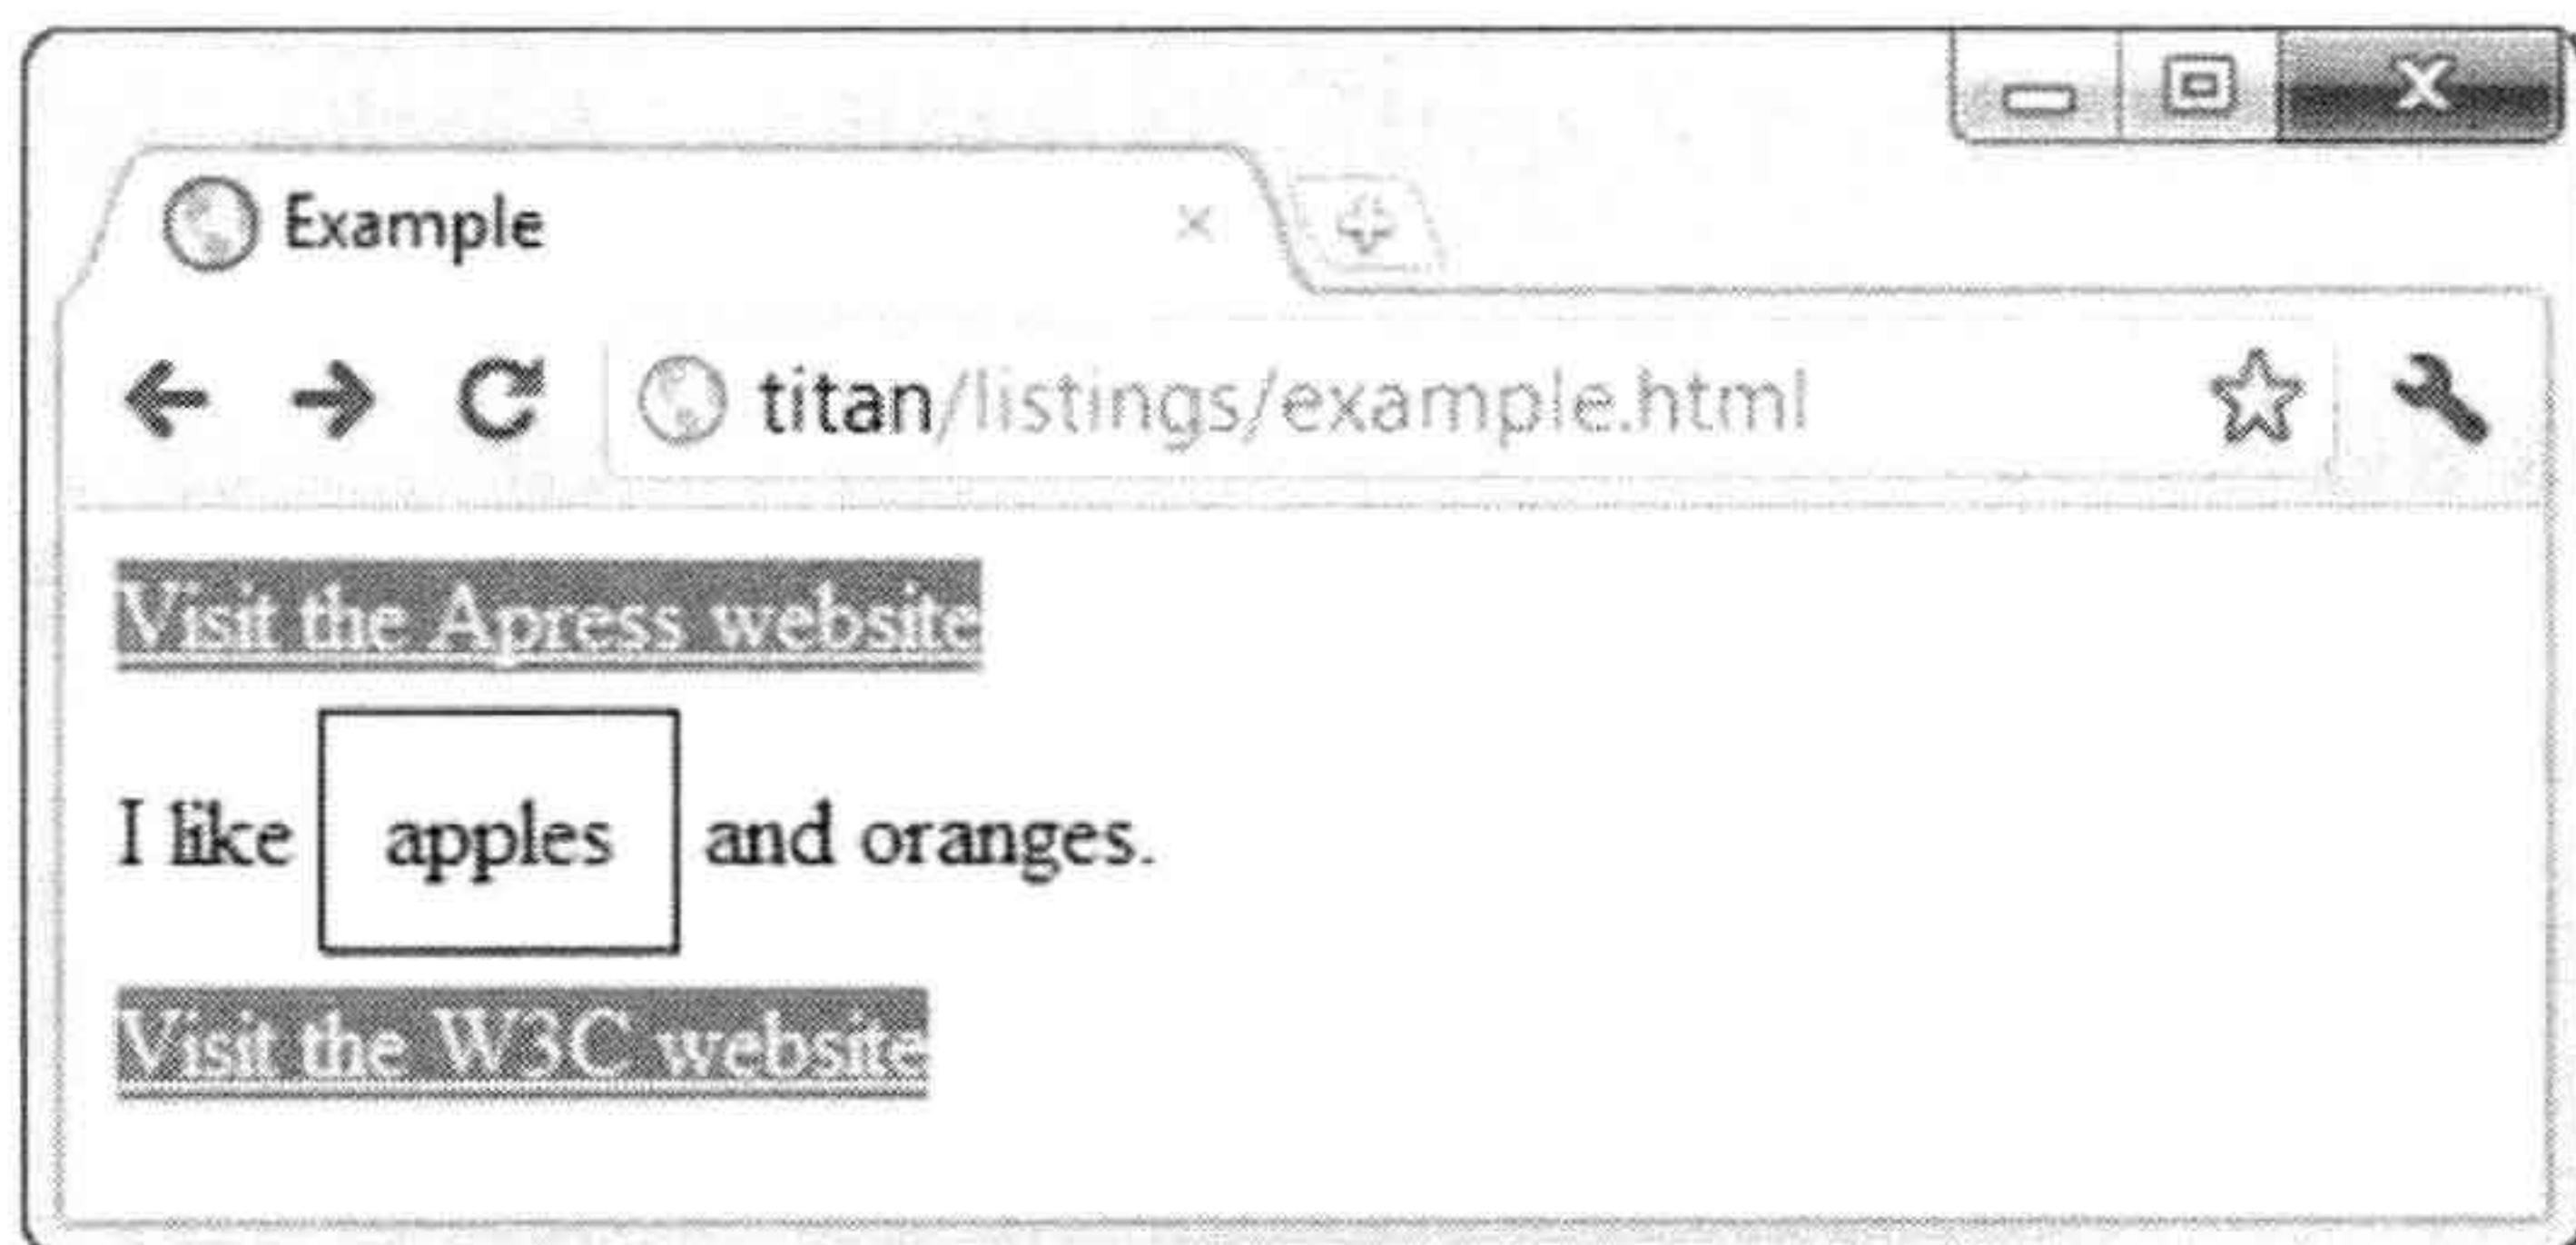 Example
titan/listings/example.html
Visit the Apress website
I like apples and oranges.
Visit the W3C website